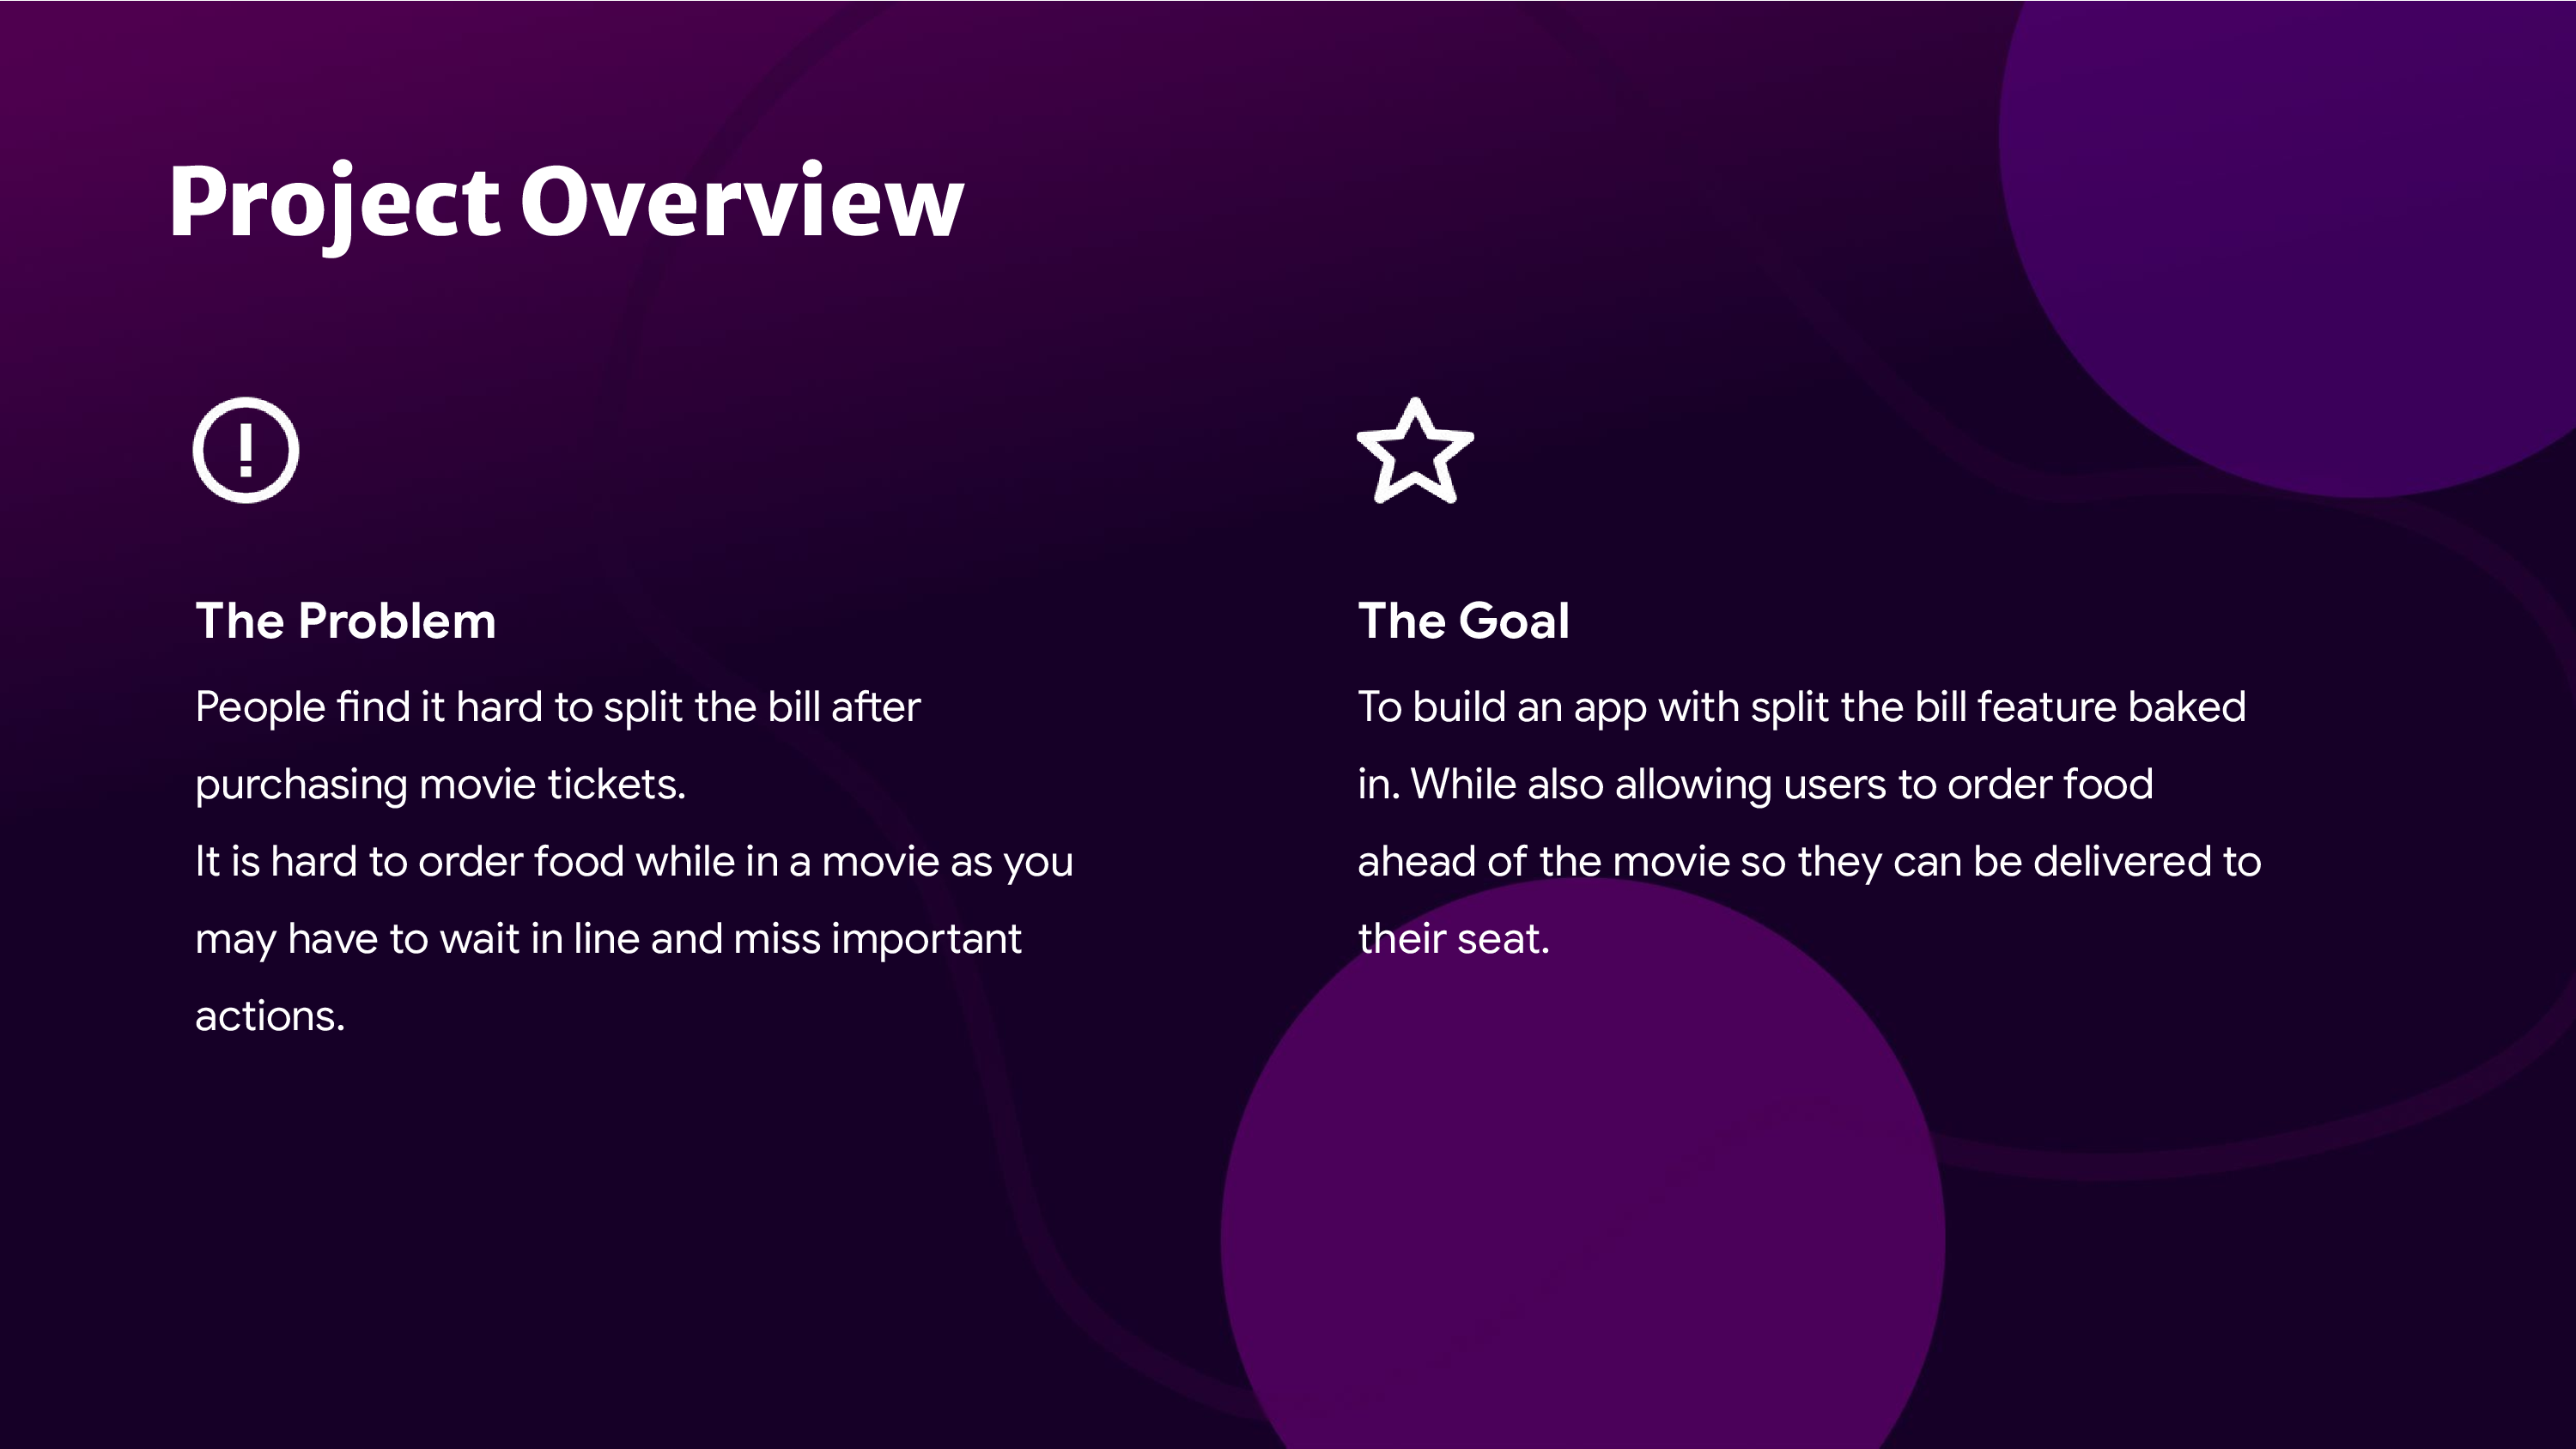 Project Overview
The Problem
People find it hard to split the bill after
purchasing movie tickets.
It is hard to order food while in a movie as you
may have to wait in line and miss important
actions.
The Goal
To build an app with split the bill feature baked
in. While also allowing users to order food
ahead of the movie so they can be delivered to
their seat.